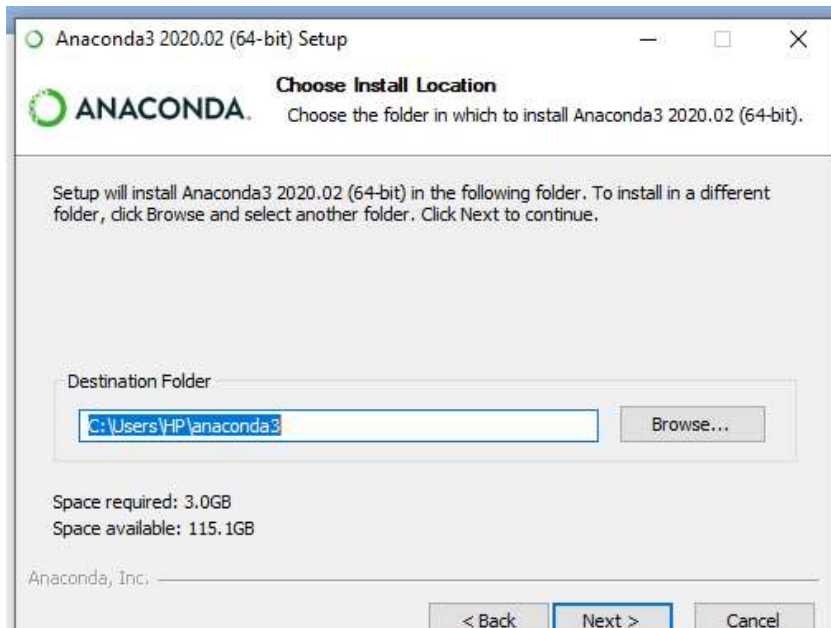 Anaconda3 2020.02 (64-bit) Setup
ANACONDA.
Choose Install Location
Choose the folder in which to install Anaconda3 2020.02 (64-bit).
Setup will install Anaconda3 2020.02 (64-bit) in the following folder. To install in a different
folder, click Browse and select another folder. Click Next to continue.
Destination Folder
C:\Users\HP\anaconda3
Browse...
Space required: 3.0GB
Space available: 115.1GB
Anaconda, Inc.
< Back
Next >
Cancel